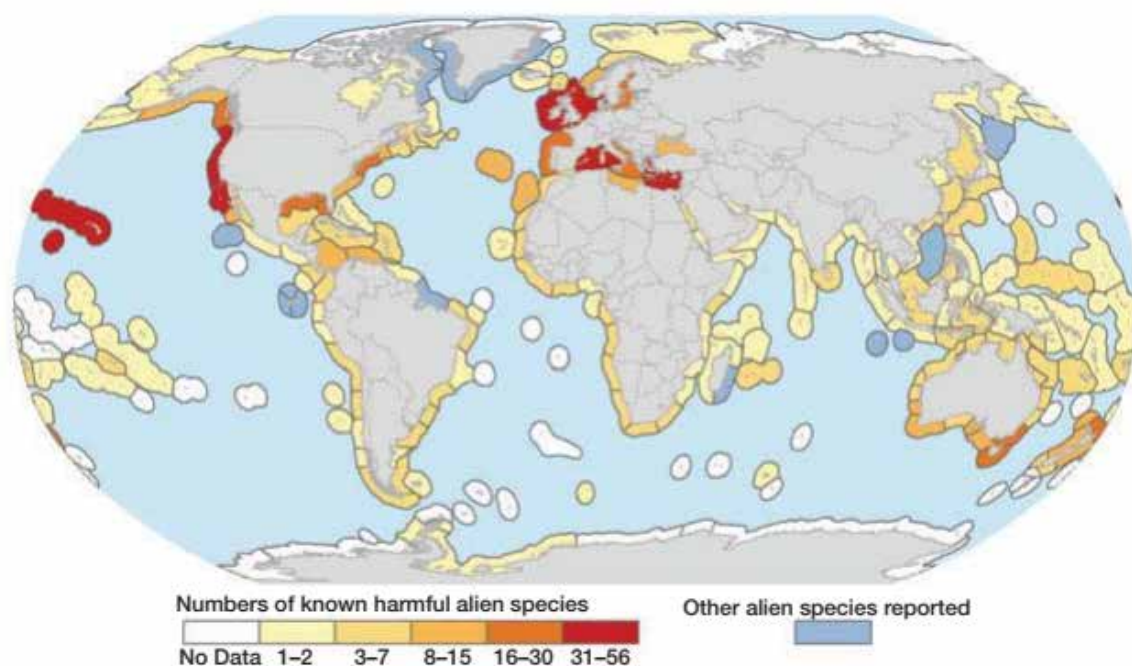 Numbers of known harmful alien species
Other alien species reported
No Data 1–2 3–7 8–15 16–30 31–56